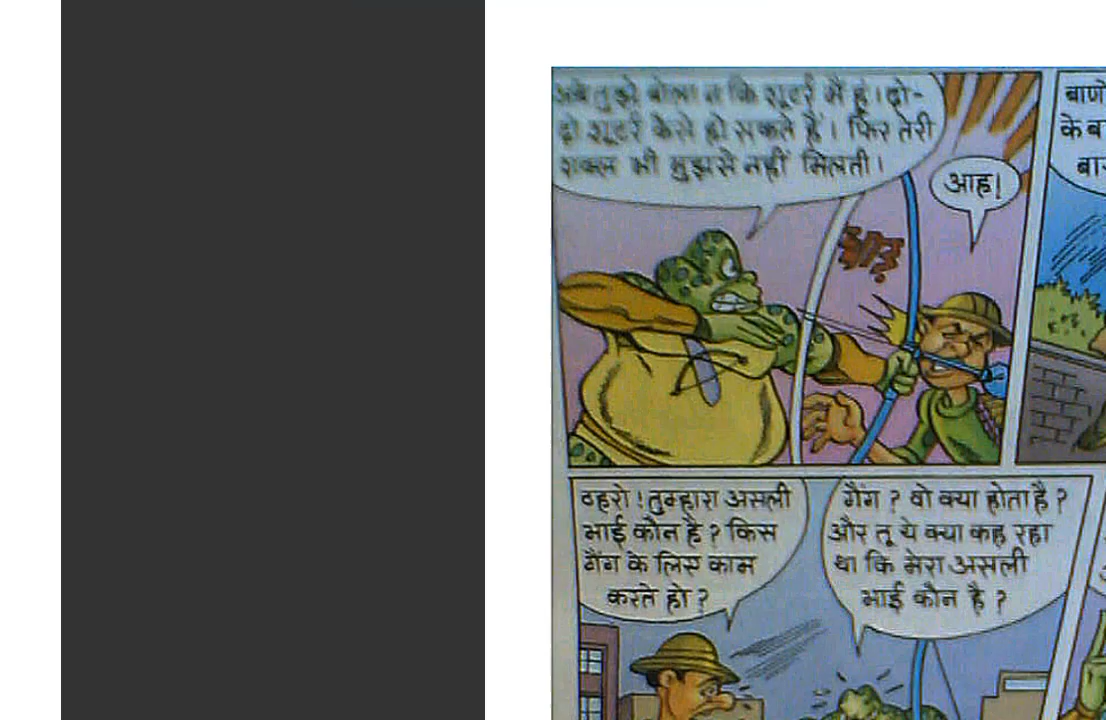 अबे तुझे बोला न कि शूटर मैं हूं। दो-
दो शूटर कैसे हो सकते हैं। फिर तेरी
शक्ल भी मुझसे नहीं मिलती।
आह!
बाणों
के ब
ठहरो! तुम्हारा असली
भाई कौन है? किस
गैंग के लिए काम
करते हो?
गैंग? वो क्या होता है?
और तू ये क्या कह रहा
था कि मेरा असली
भाई कौन है?